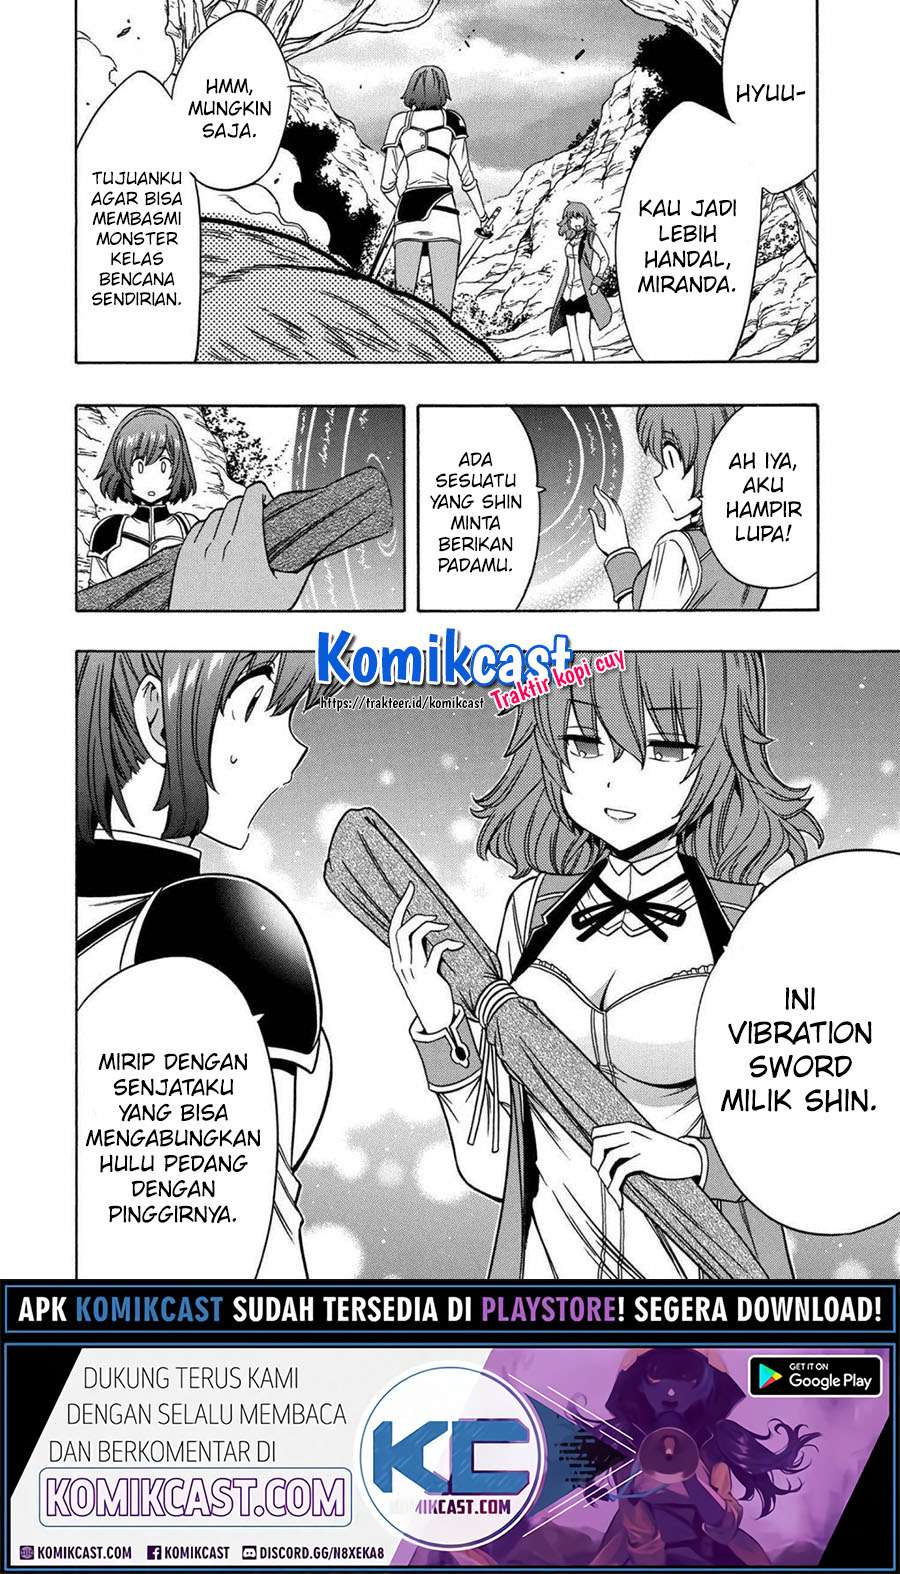 HYUU-
KAU JADI
LEBIH
HANDAL,
MIRANDA.
HMM,
MUNGKIN
SAJA.
TUJUANKU
AGAR BISA
MEMBASMI
MONSTER
KELAS
BENCANA
SENDIRIAN.
AH IYA,
AKU
HAMPIR
LUPA!
ADA
SESUATU
YANG SHIN
MINTA
BERIKAN
PADAMU.
Komikcast
Traktir kopi cuy
https://trakteer.id/komikcast
INI
VIBRATION
SWORD
MILIK SHIN.
MIRIP DENGAN
SENJATAKU
YANG BISA
MENGABUNGKAN
HULU PEDANG
DENGAN
PINGGIRNYA.
APK KOMIKCAST SUDAH TERSEDIA DI PLAYSTORE! SEGERA DOWNLOAD!
DUKUNG TERUS KAMI
DENGAN SELALU MEMBACA
DAN BERKOMENTAR DI
KOMIKCAST.COM
KOMIKCAST.COM KOMIKCAST DISCORD.GG/N8XEKA8
KC
KOMIKCAST.COM
GET IT ON
Google Play